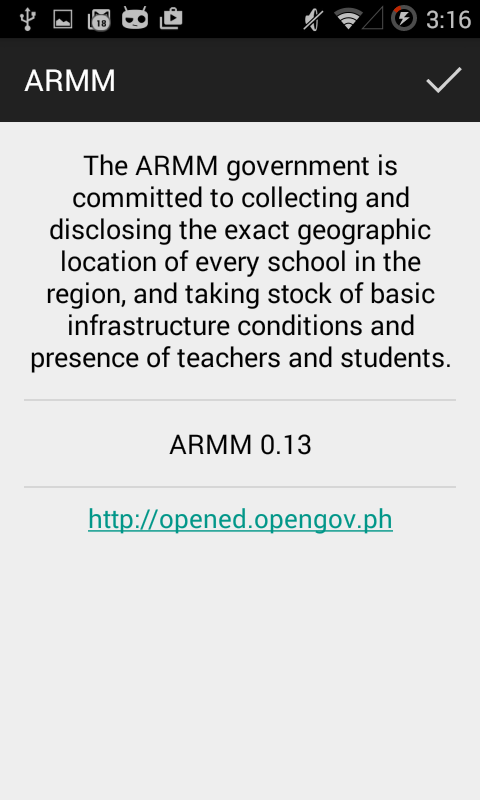 18
3:16
ARMM
The ARMM government is
committed to collecting and
disclosing the exact geographic
location of every school in the
region, and taking stock of basic
infrastructure conditions and
presence of teachers and students.
ARMM 0.13
http://opened.opengov.ph